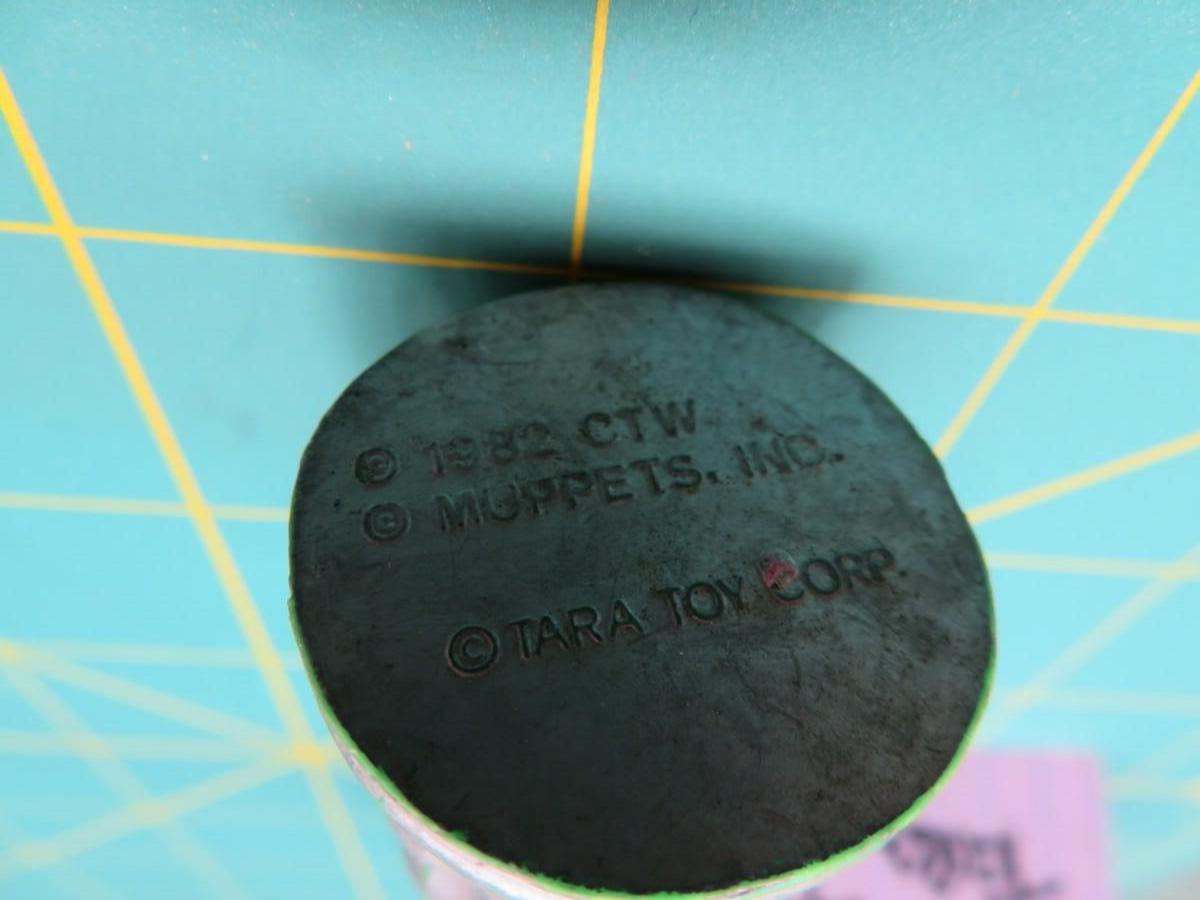 © 1982 CTW
© MUPPETS, INC.
© TARA TOY CORP.